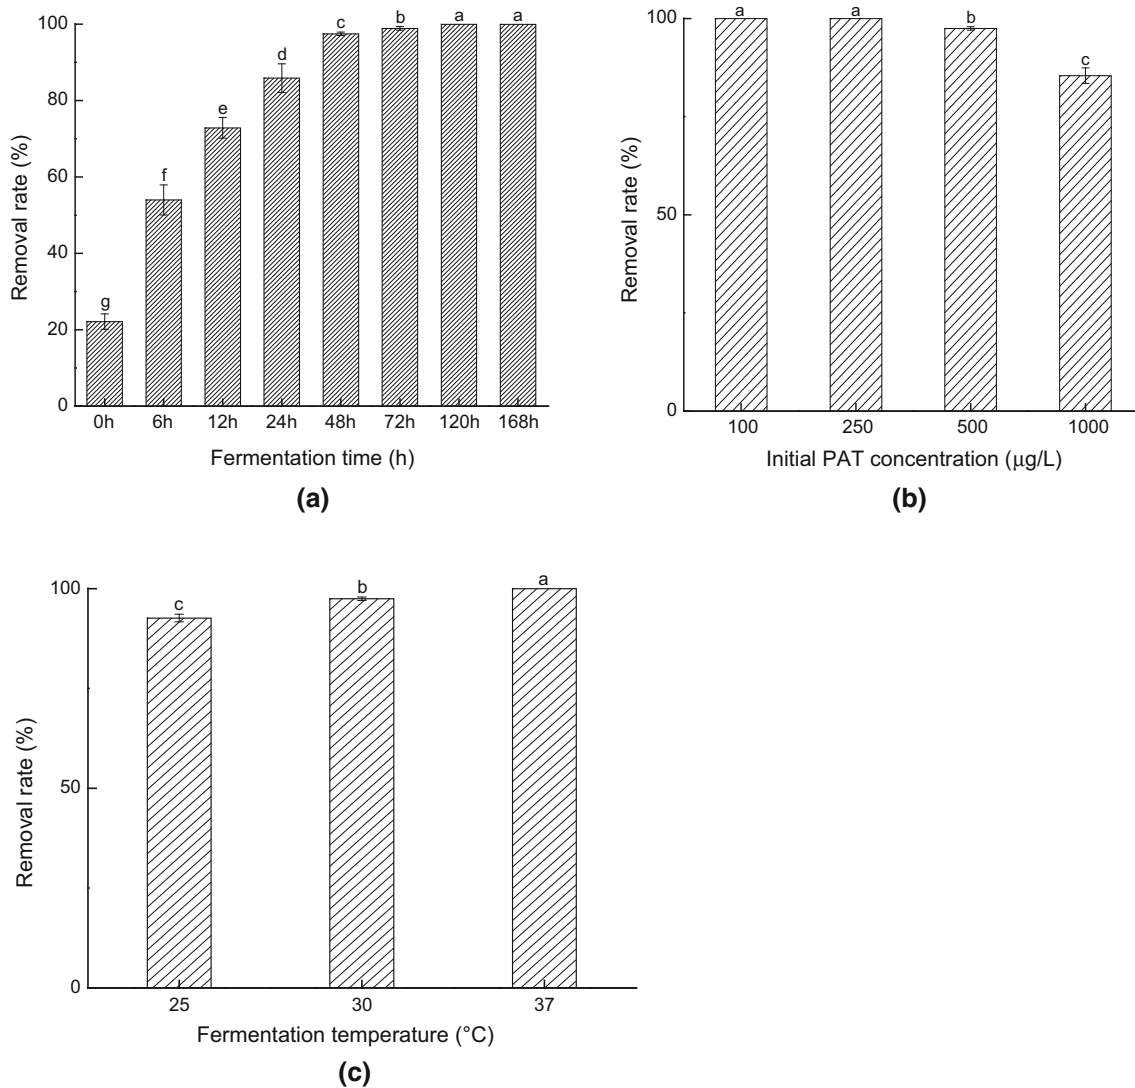 Removal rate (%)
100
80
60
40
20
0
g
f
e
d
c
b
a
a
0h 6h 12h 24h 48h 72h 120h 168h
Fermentation time (h)
(a)
Removal rate (%)
100
50
0
a
a
b
c
100 250 500 1000
Initial PAT concentration (μg/L)
(b)
Removal rate (%)
100
50
0
c
b
a
25 30 37
Fermentation temperature (°C)
(c)